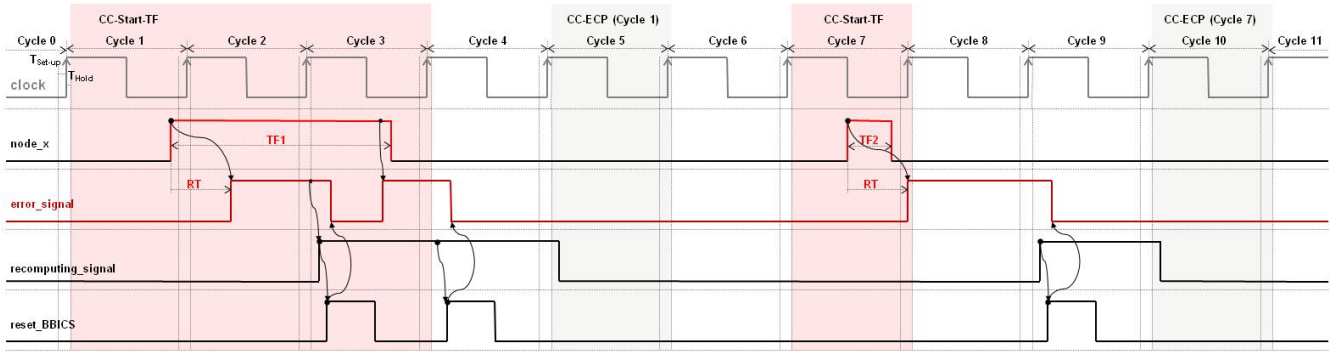 CC-Start-TF CC-ECP (Cycle 1) CC-Start-TF CC-ECP (Cycle 7)
Cycle 0 Cycle 1 Cycle 2 Cycle 3 Cycle 4 Cycle 5 Cycle 6 Cycle 7 Cycle 8 Cycle 9 Cycle 10 Cycle 11
TSet-up
THold
clock
node_x TF1 TF2
RT RT
error_signal
recomputing_signal
reset_BBICS